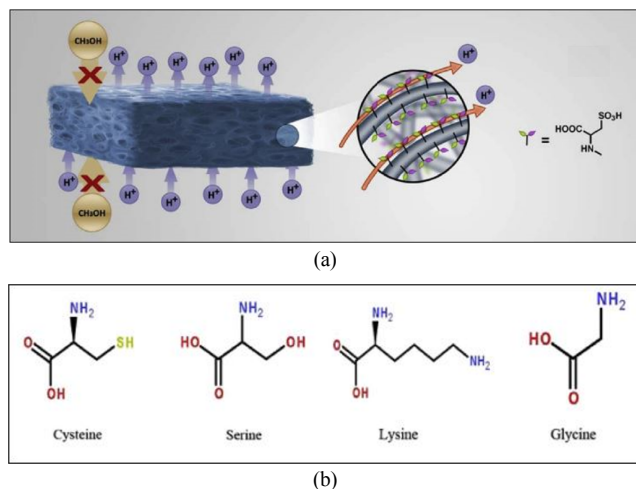 CH₃OH
H⁺ H⁺ H⁺ H⁺ H⁺ H⁺
H⁺
H⁺
HOOC
SO₃H
=
HN
H⁺
CH₃OH
H⁺ H⁺ H⁺ H⁺ H⁺
(a)
NH₂
O
SH
OH
Cysteine
NH₂
HO
OH
O
Serine
NH₂
O
NH₂
OH
Lysine
NH₂
HO
O
Glycine
(b)